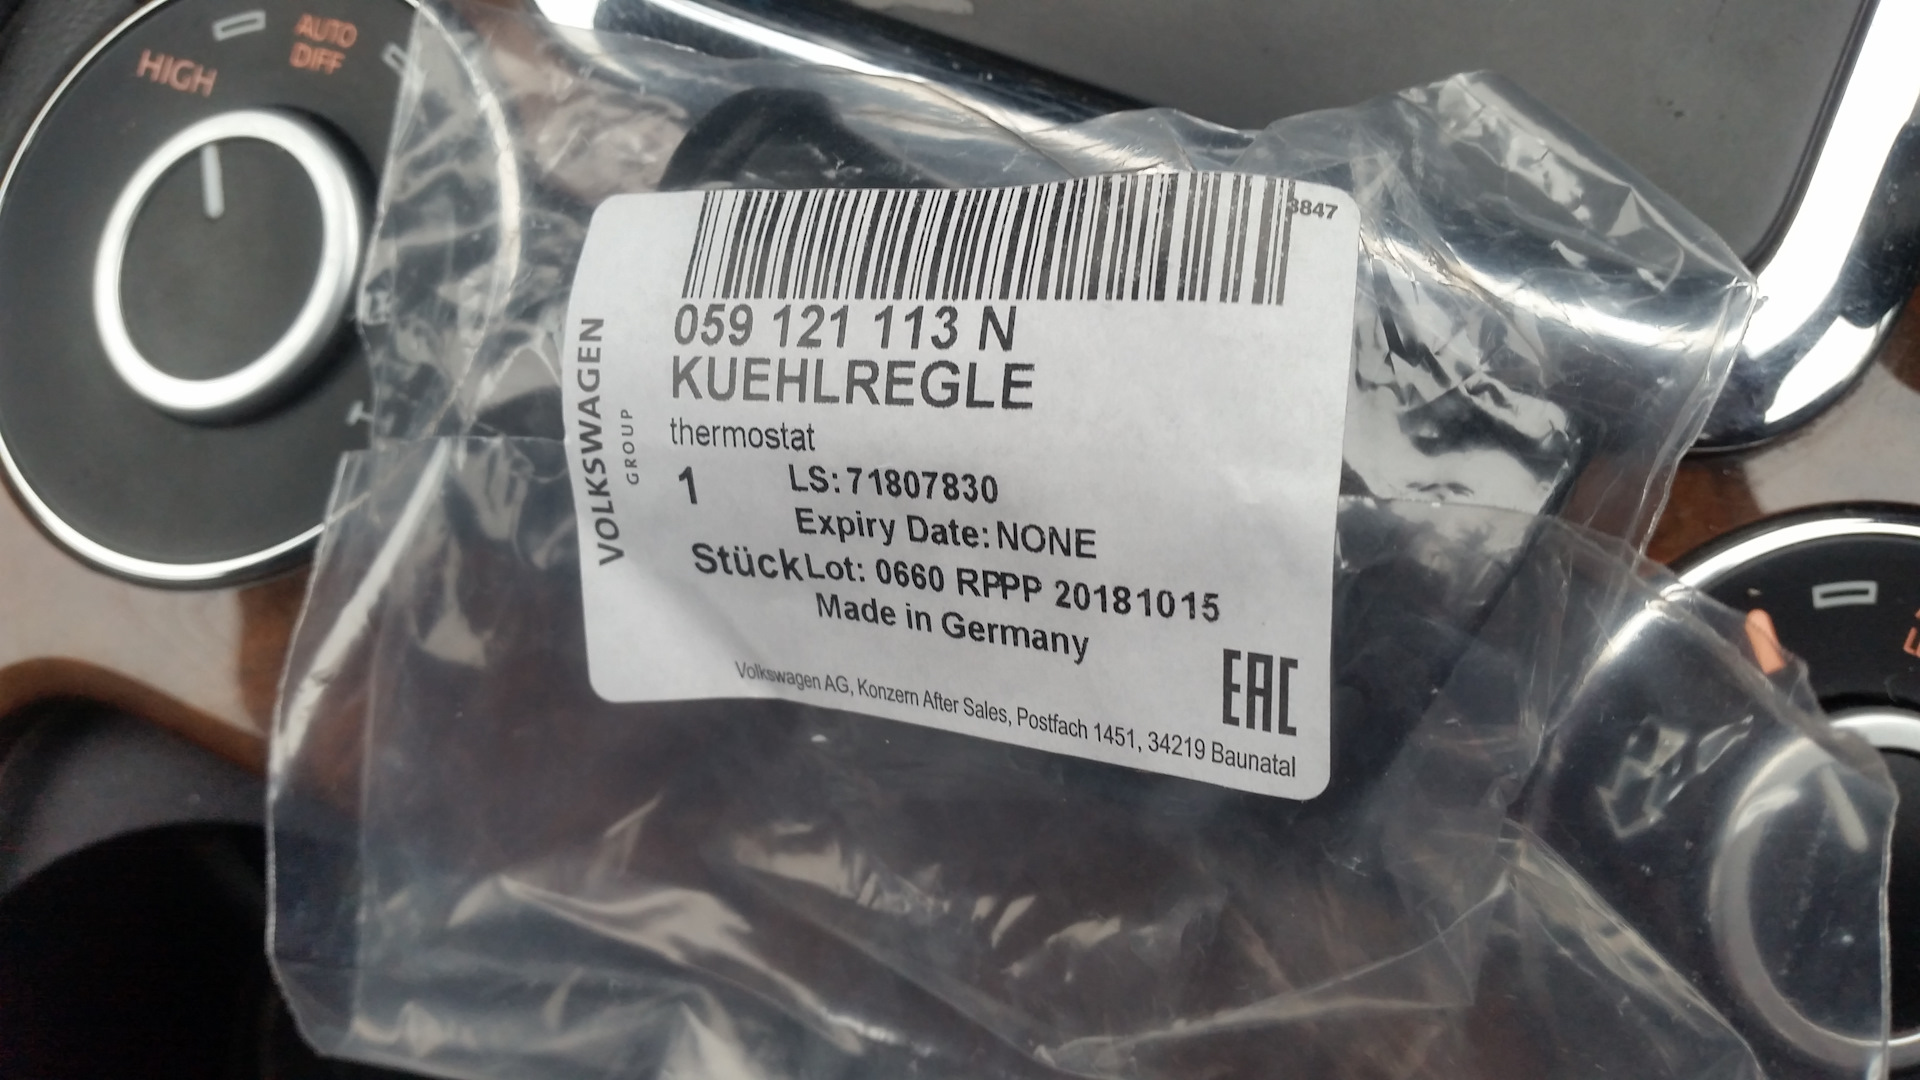 HIGH
AUTO
DIFF
3847
059 121 113 N
KUEHLREGLE
thermostat
1
LS: 71807830
Expiry Date: NONE
Stück Lot: 0660 RPPP 20181015
Made in Germany
EAC
Volkswagen AG, Konzern After Sales, Postfach 1451, 34219 Baunatal
VOLKSWAGEN
GROUP